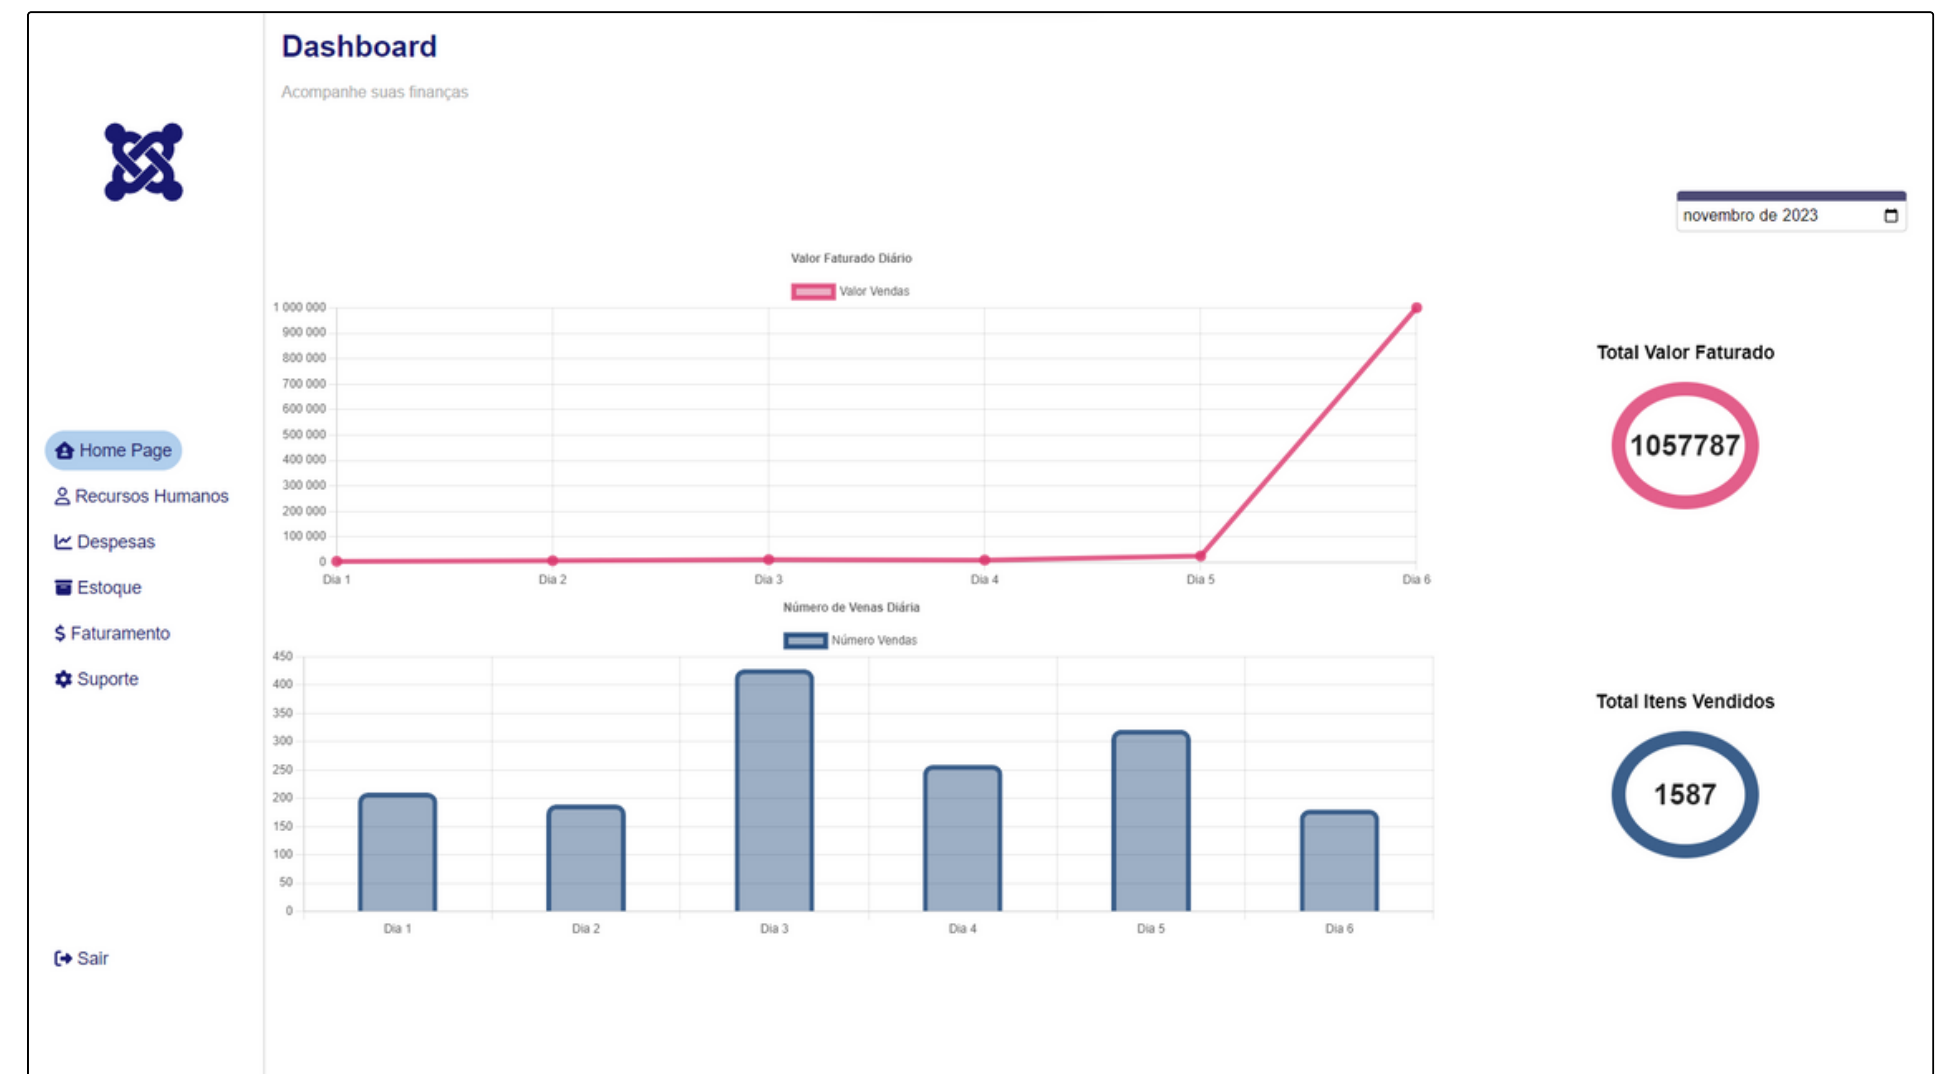 Dashboard
Acompanhe suas finanças
novembro de 2023
Home Page
Recursos Humanos
Despesas
Estoque
$ Faturamento
Suporte
Sair
Valor Faturado Diário
Valor Vendas
1 000 000
900 000
800 000
700 000
600 000
500 000
400 000
300 000
200 000
100 000
0
Dia 1 Dia 2 Dia 3 Dia 4 Dia 5 Dia 6
Total Valor Faturado
1057787
Número de Venas Diária
Número Vendas
450
400
350
300
250
200
150
100
50
0
Dia 1 Dia 2 Dia 3 Dia 4 Dia 5 Dia 6
Total Itens Vendidos
1587